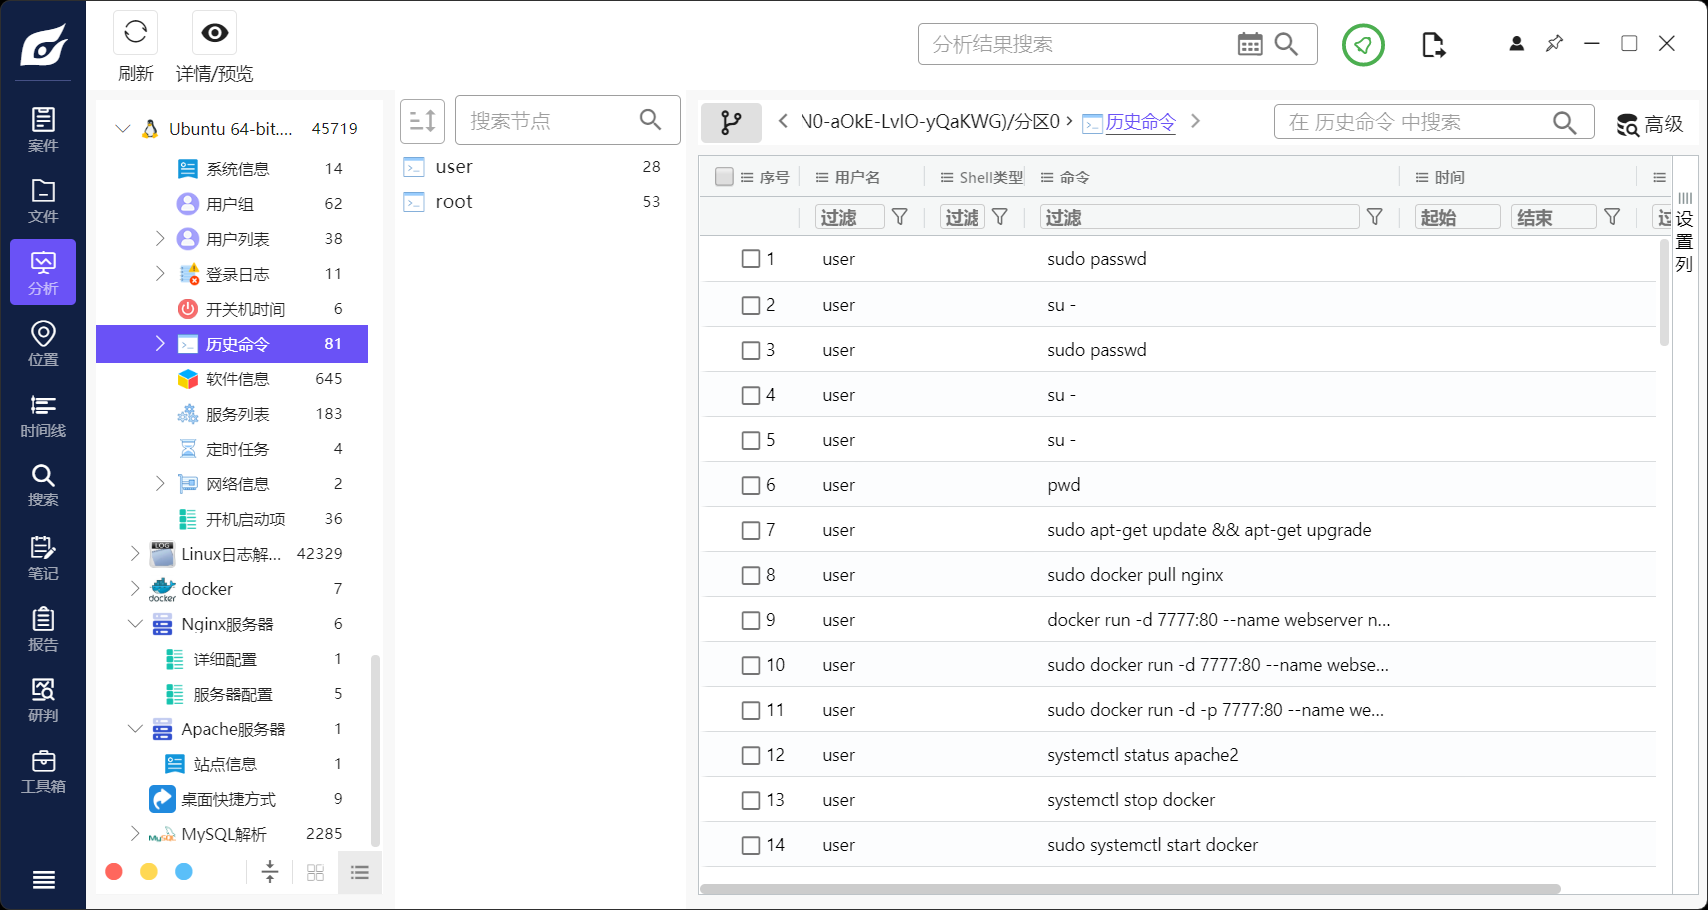 刷新
详情/预览
分析结果搜索
案件
文件
分析
位置
时间线
搜索
笔记
报告
研判
工具箱
Ubuntu 64-bit.... 45719
系统信息 14
用户组 62
用户列表 38
登录日志 11
开关机时间 6
历史命令 81
软件信息 645
服务列表 183
定时任务 4
网络信息 2
开机启动项 36
LOG Linux日志解... 42329
docker docker 7
Nginx服务器 6
详细配置 1
服务器配置 5
Apache服务器 1
站点信息 1
桌面快捷方式 9
MySQL MySQL解析 2285
搜索节点
user 28
root 53
N0-aOkE-LvIO-yQaKWG)/分区0 › 历史命令
在 历史命令 中搜索
高级
序号 用户名 Shell类型 命令 时间
过滤 过滤 过滤 起始 结束
设置列
1 user sudo passwd
2 user su -
3 user sudo passwd
4 user su -
5 user su -
6 user pwd
7 user sudo apt-get update && apt-get upgrade
8 user sudo docker pull nginx
9 user docker run -d 7777:80 --name webserver n...
10 user sudo docker run -d 7777:80 --name webse...
11 user sudo docker run -d -p 7777:80 --name we...
12 user systemctl status apache2
13 user systemctl stop docker
14 user sudo systemctl start docker